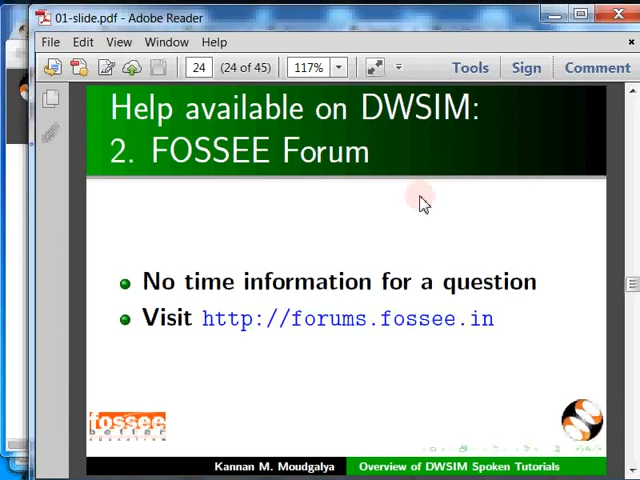 01-slide.pdf - Adobe Reader
File Edit View Window Help
24 (24 of 45) 117% Tools Sign Comment
Help available on DWSIM:
2. FOSSEE Forum
No time information for a question
Visit http://forums.fossee.in
fossee
education
Kannan M. Moudgalya Overview of DWSIM Spoken Tutorials